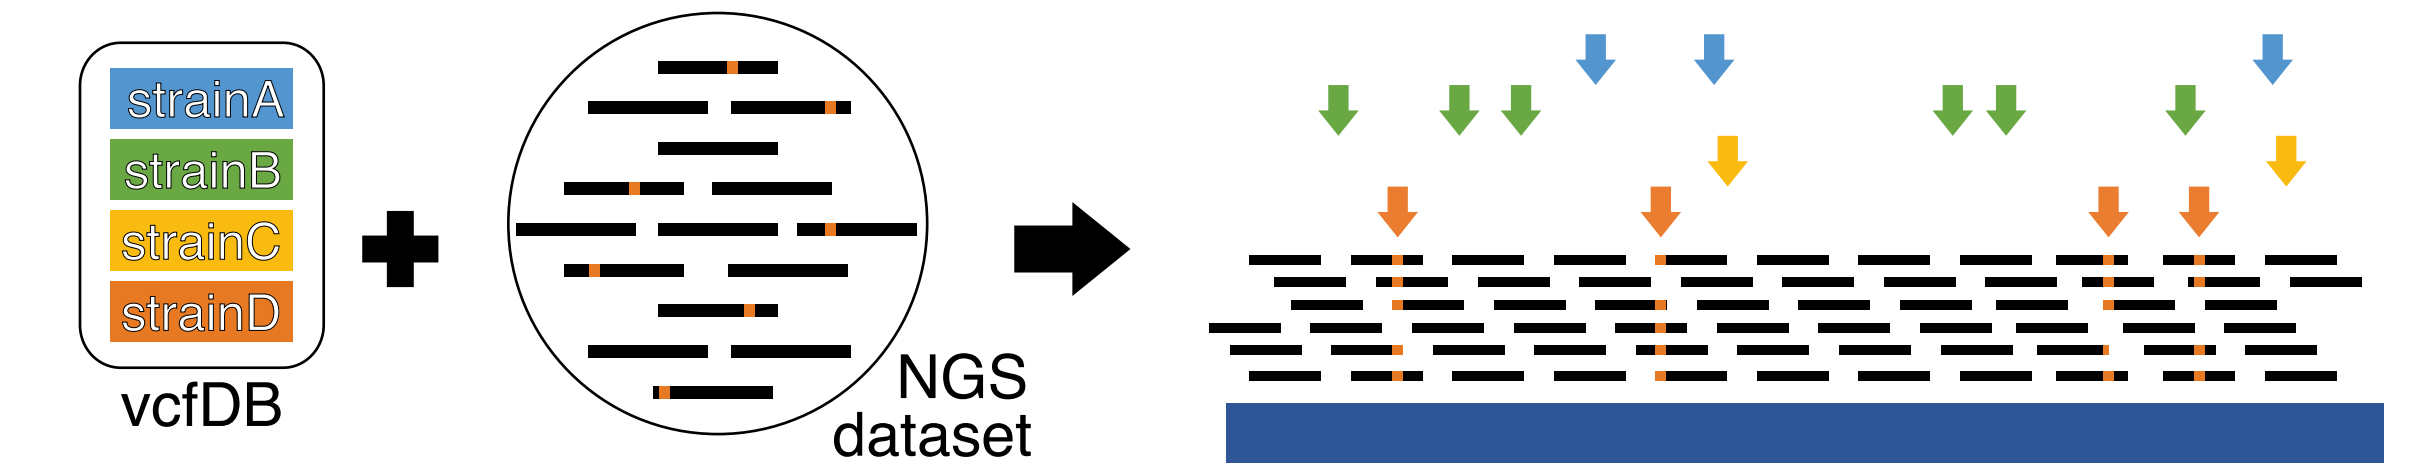 strainA
strainB
strainC
strainD
vcfDB
NGS
dataset